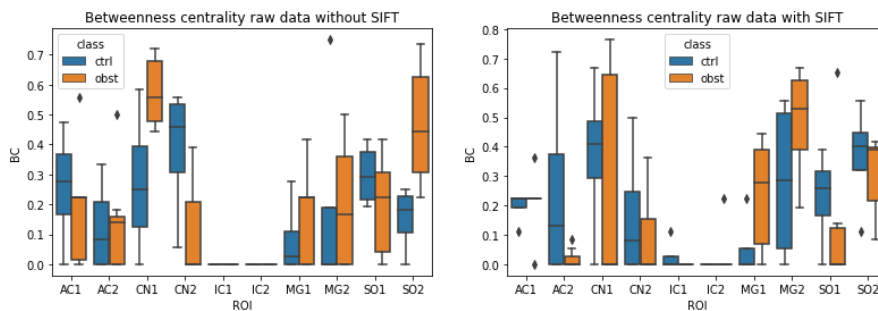 Betweenness centrality raw data without SIFT
class
ctrl
obst
BC
0.7
0.6
0.5
0.4
0.3
0.2
0.1
0.0
AC1 AC2 CN1 CN2 IC1 IC2 MG1 MG2 SO1 SO2
ROI
Betweenness centrality raw data with SIFT
class
ctrl
obst
BC
0.8
0.7
0.6
0.5
0.4
0.3
0.2
0.1
0.0
AC1 AC2 CN1 CN2 IC1 IC2 MG1 MG2 SO1 SO2
ROI